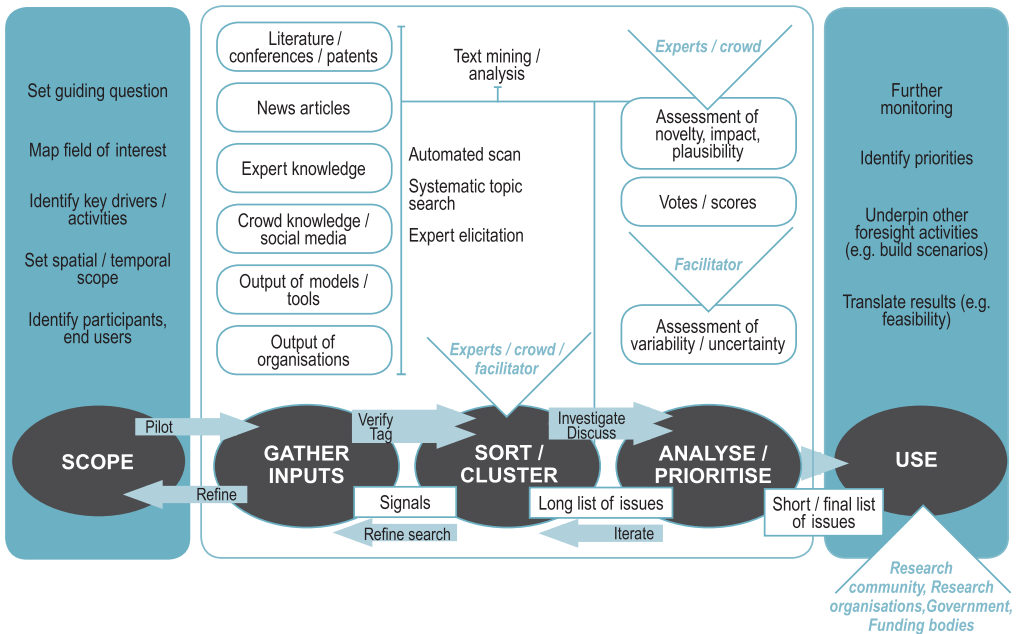 Set guiding question
Map field of interest
Identify key drivers /
activities
Set spatial / temporal
scope
Identify participants,
end users
Literature /
conferences / patents
News articles
Expert knowledge
Crowd knowledge /
social media
Output of models /
tools
Output of
organisations
Text mining /
analysis
Automated scan
Systematic topic
search
Expert elicitation
Experts / crowd /
facilitator
Experts / crowd
Assessment of
novelty, impact,
plausibility
Votes / scores
Facilitator
Assessment of
variability / uncertainty
Further
monitoring
Identify priorities
Underpin other
foresight activities
(e.g. build scenarios)
Translate results (e.g.
feasibility)
SCOPE
Pilot
Refine
GATHER
INPUTS
Verify
Tag
Signals
Refine search
SORT /
CLUSTER
Investigate
Discuss
Long list of issues
Iterate
ANALYSE /
PRIORITISE
Short / final list
of issues
USE
Research
community, Research
organisations,Government,
Funding bodies